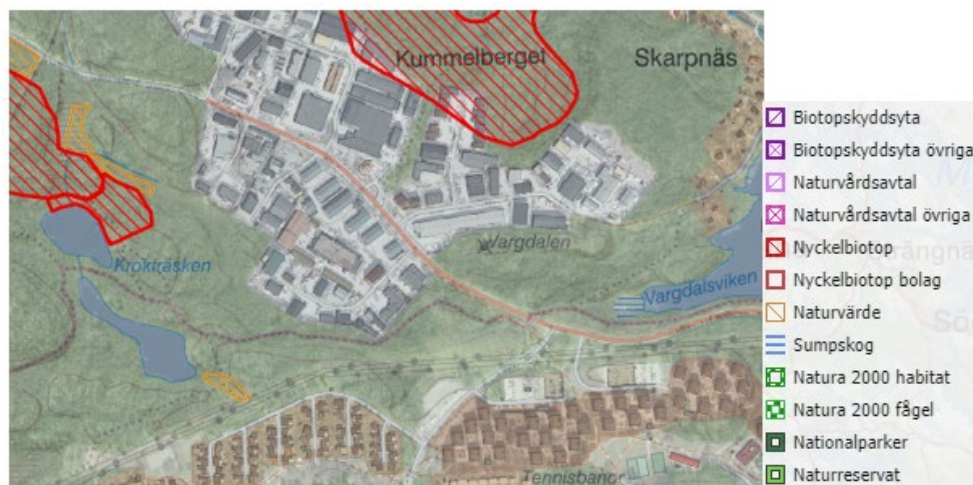 Kummelberget
Skarpnäs
Vargdalen
Krokträsken
Vargdalsviken
Tennisbanor
Biotopskyddsyta
Biotopskyddsyta övriga
Naturvårdsavtal
Naturvårdsavtal övriga
Nyckelbiotop
Nyckelbiotop bolag
Naturvärde
Sumpskog
Natura 2000 habitat
Natura 2000 fågel
Nationalparker
Naturreservat